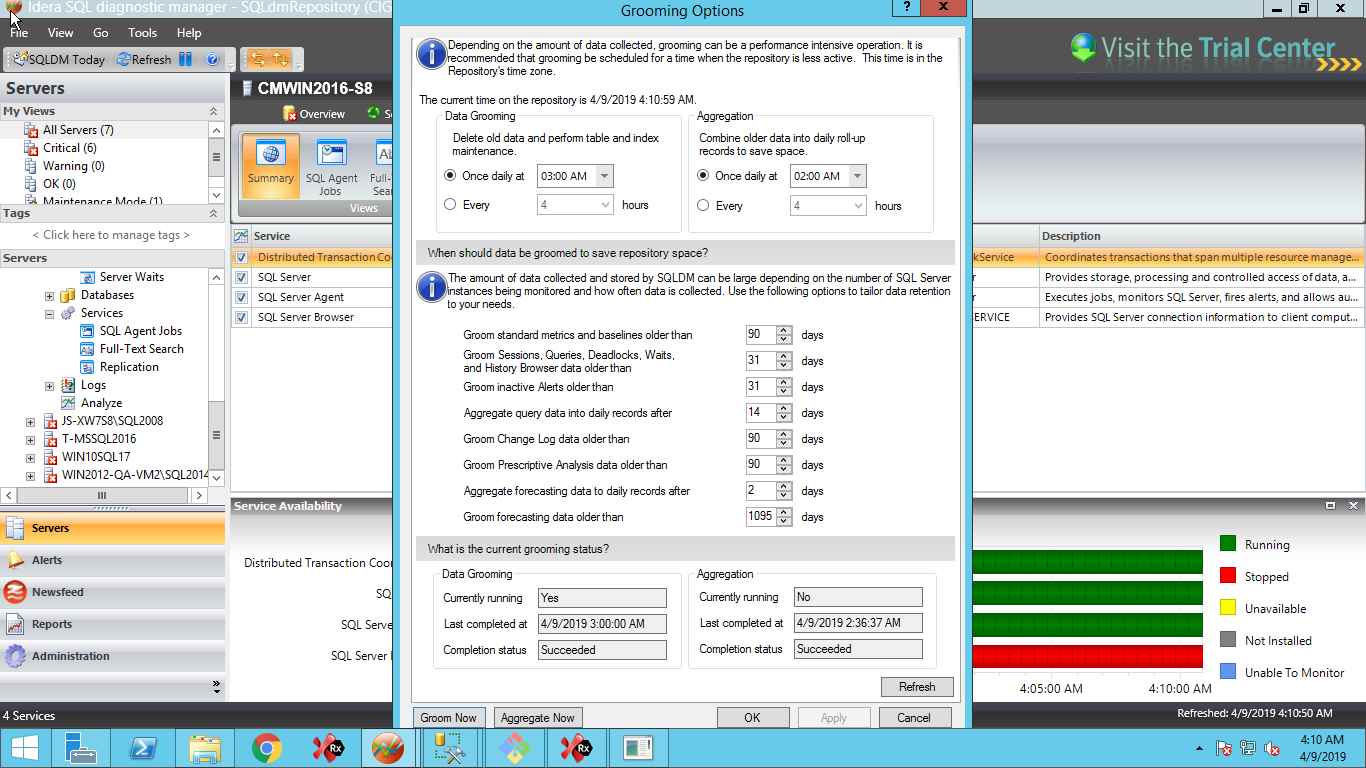 Idera SQL diagnostic manager - SQLdmRepository (CIG
Grooming Options
?
File View Go Tools Help
SQLDM Today Refresh
Visit the Trial Center
Servers
CMWIN2016-S8
My Views
All Servers (7)
Critical (6)
Warning (0)
OK (0)
Maintenance Mode (1)
Tags
< Click here to manage tags >
Servers
Server Waits
Databases
Services
SQL Agent Jobs
Full-Text Search
Replication
Logs
Analyze
JS-XW7S8\SQL2008
T-MSSQL2016
WIN10SQL17
WIN2012-QA-VM2\SQL2014
Servers
Alerts
Newsfeed
Reports
Administration
4 Services
Overview
Summary
SQL Agent
Jobs
Full-
Sea
Views
Service
Distributed Transaction Coo
SQL Server
SQL Server Agent
SQL Server Browser
Service Availability
Distributed Transaction Coor
SQ
SQL Serve
SQL Server
Depending on the amount of data collected, grooming can be a performance intensive operation. It is
recommended that grooming be scheduled for a time when the repository is less active. This time is in the
Repository's time zone.
The current time on the repository is 4/9/2019 4:10:59 AM.
Data Grooming
Delete old data and perform table and index
maintenance.
Once daily at 03:00 AM
Every 4 hours
Aggregation
Combine older data into daily roll-up
records to save space.
Once daily at 02:00 AM
Every 4 hours
When should data be groomed to save repository space?
The amount of data collected and stored by SQLDM can be large depending on the number of SQL Server
instances being monitored and how often data is collected. Use the following options to tailor data retention
to your needs.
Groom standard metrics and baselines older than 90 days
Groom Sessions, Queries, Deadlocks, Waits,
and History Browser data older than 31 days
Groom inactive Alerts older than 31 days
Aggregate query data into daily records after 14 days
Groom Change Log data older than 90 days
Groom Prescriptive Analysis data older than 90 days
Aggregate forecasting data to daily records after 2 days
Groom forecasting data older than 1095 days
What is the current grooming status?
Data Grooming
Currently running Yes
Last completed at 4/9/2019 3:00:00 AM
Completion status Succeeded
Aggregation
Currently running No
Last completed at 4/9/2019 2:36:37 AM
Completion status Succeeded
Refresh
Groom Now Aggregate Now OK Apply Cancel
Description
kService Coordinates transactions that span multiple resource manage...
Provides storage, processing and controlled access of data, a...
Executes jobs, monitors SQL Server, fires alerts, and allows au...
ERVICE Provides SQL Server connection information to client comput...
Running
Stopped
Unavailable
Not Installed
Unable To Monitor
4:05:00 AM 4:10:00 AM
Refreshed: 4/9/2019 4:10:50 AM
Rx
Rx
4:10 AM
4/9/2019